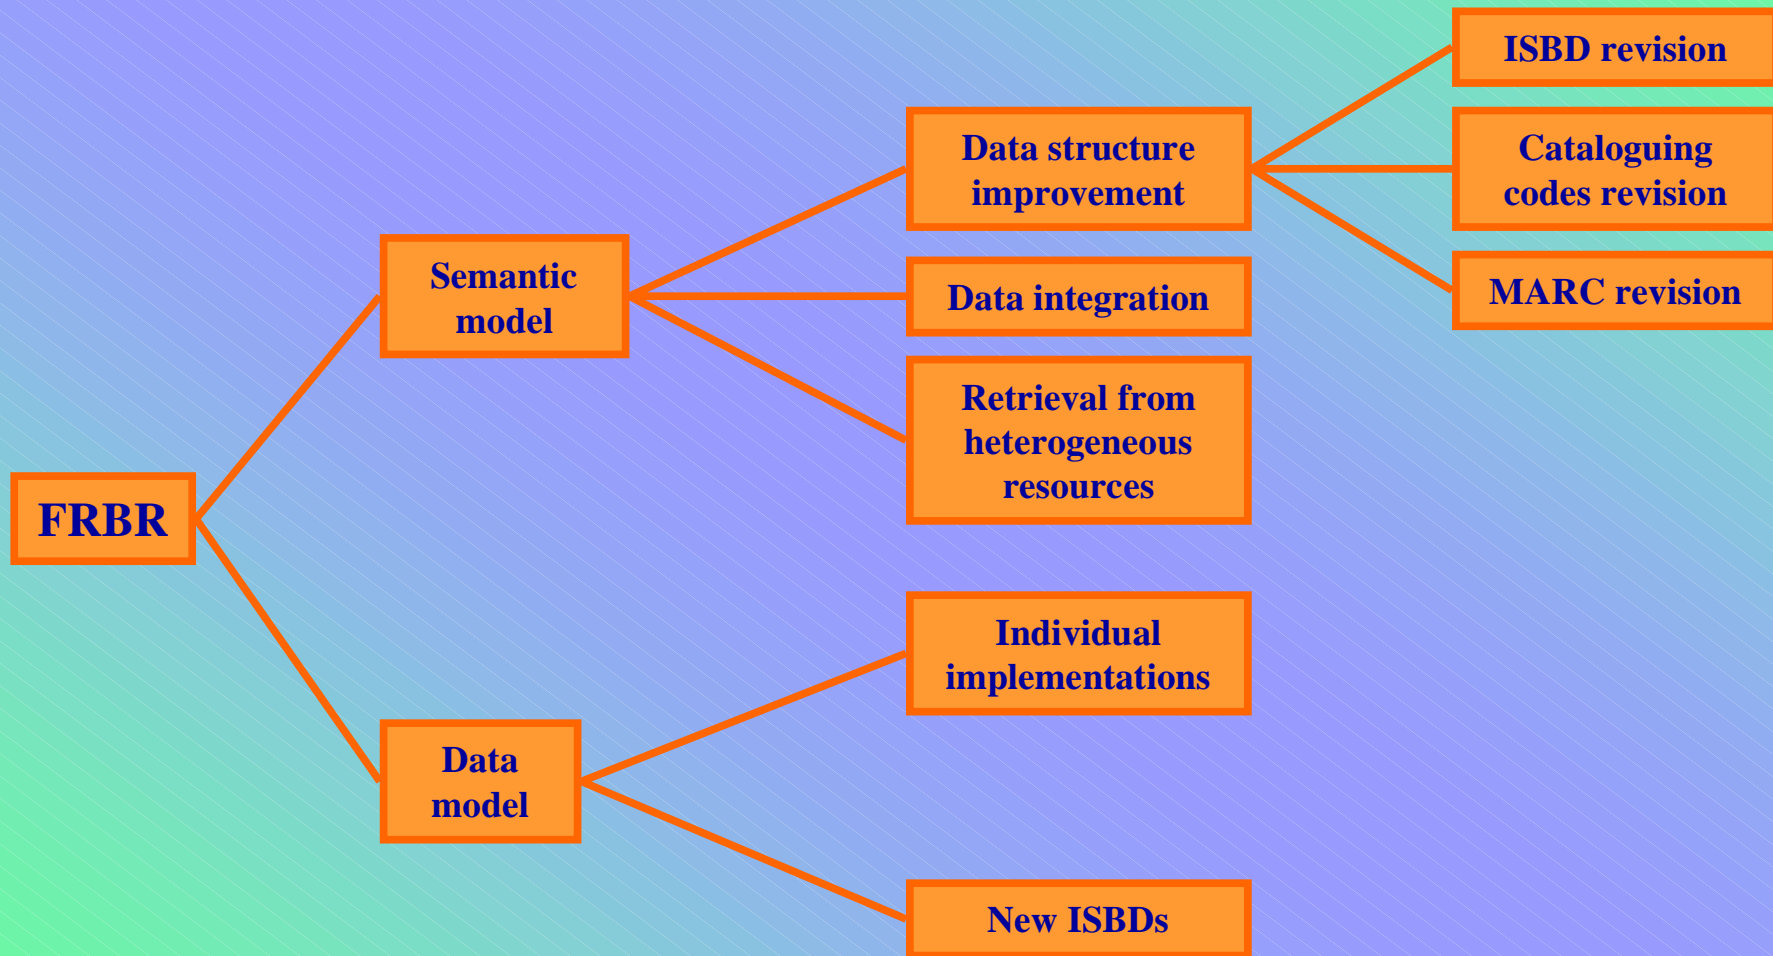 FRBR
Semantic
model
Data structure
improvement
ISBD revision
Cataloguing
codes revision
MARC revision
Data integration
Retrieval from
heterogeneous
resources
Data
model
Individual
implementations
New ISBDs